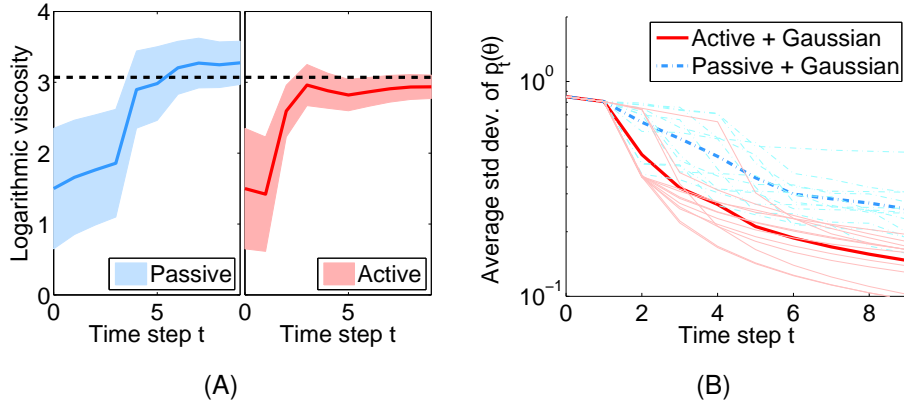 Logarithmic viscosity
4
3
2
1
0
0 5
0 5
Passive
Active
Time step t
Time step t
(A)
Average std dev. of p_t(θ)
10^0
10^-1
0 2 4 6 8
Active + Gaussian
Passive + Gaussian
Time step t
(B)